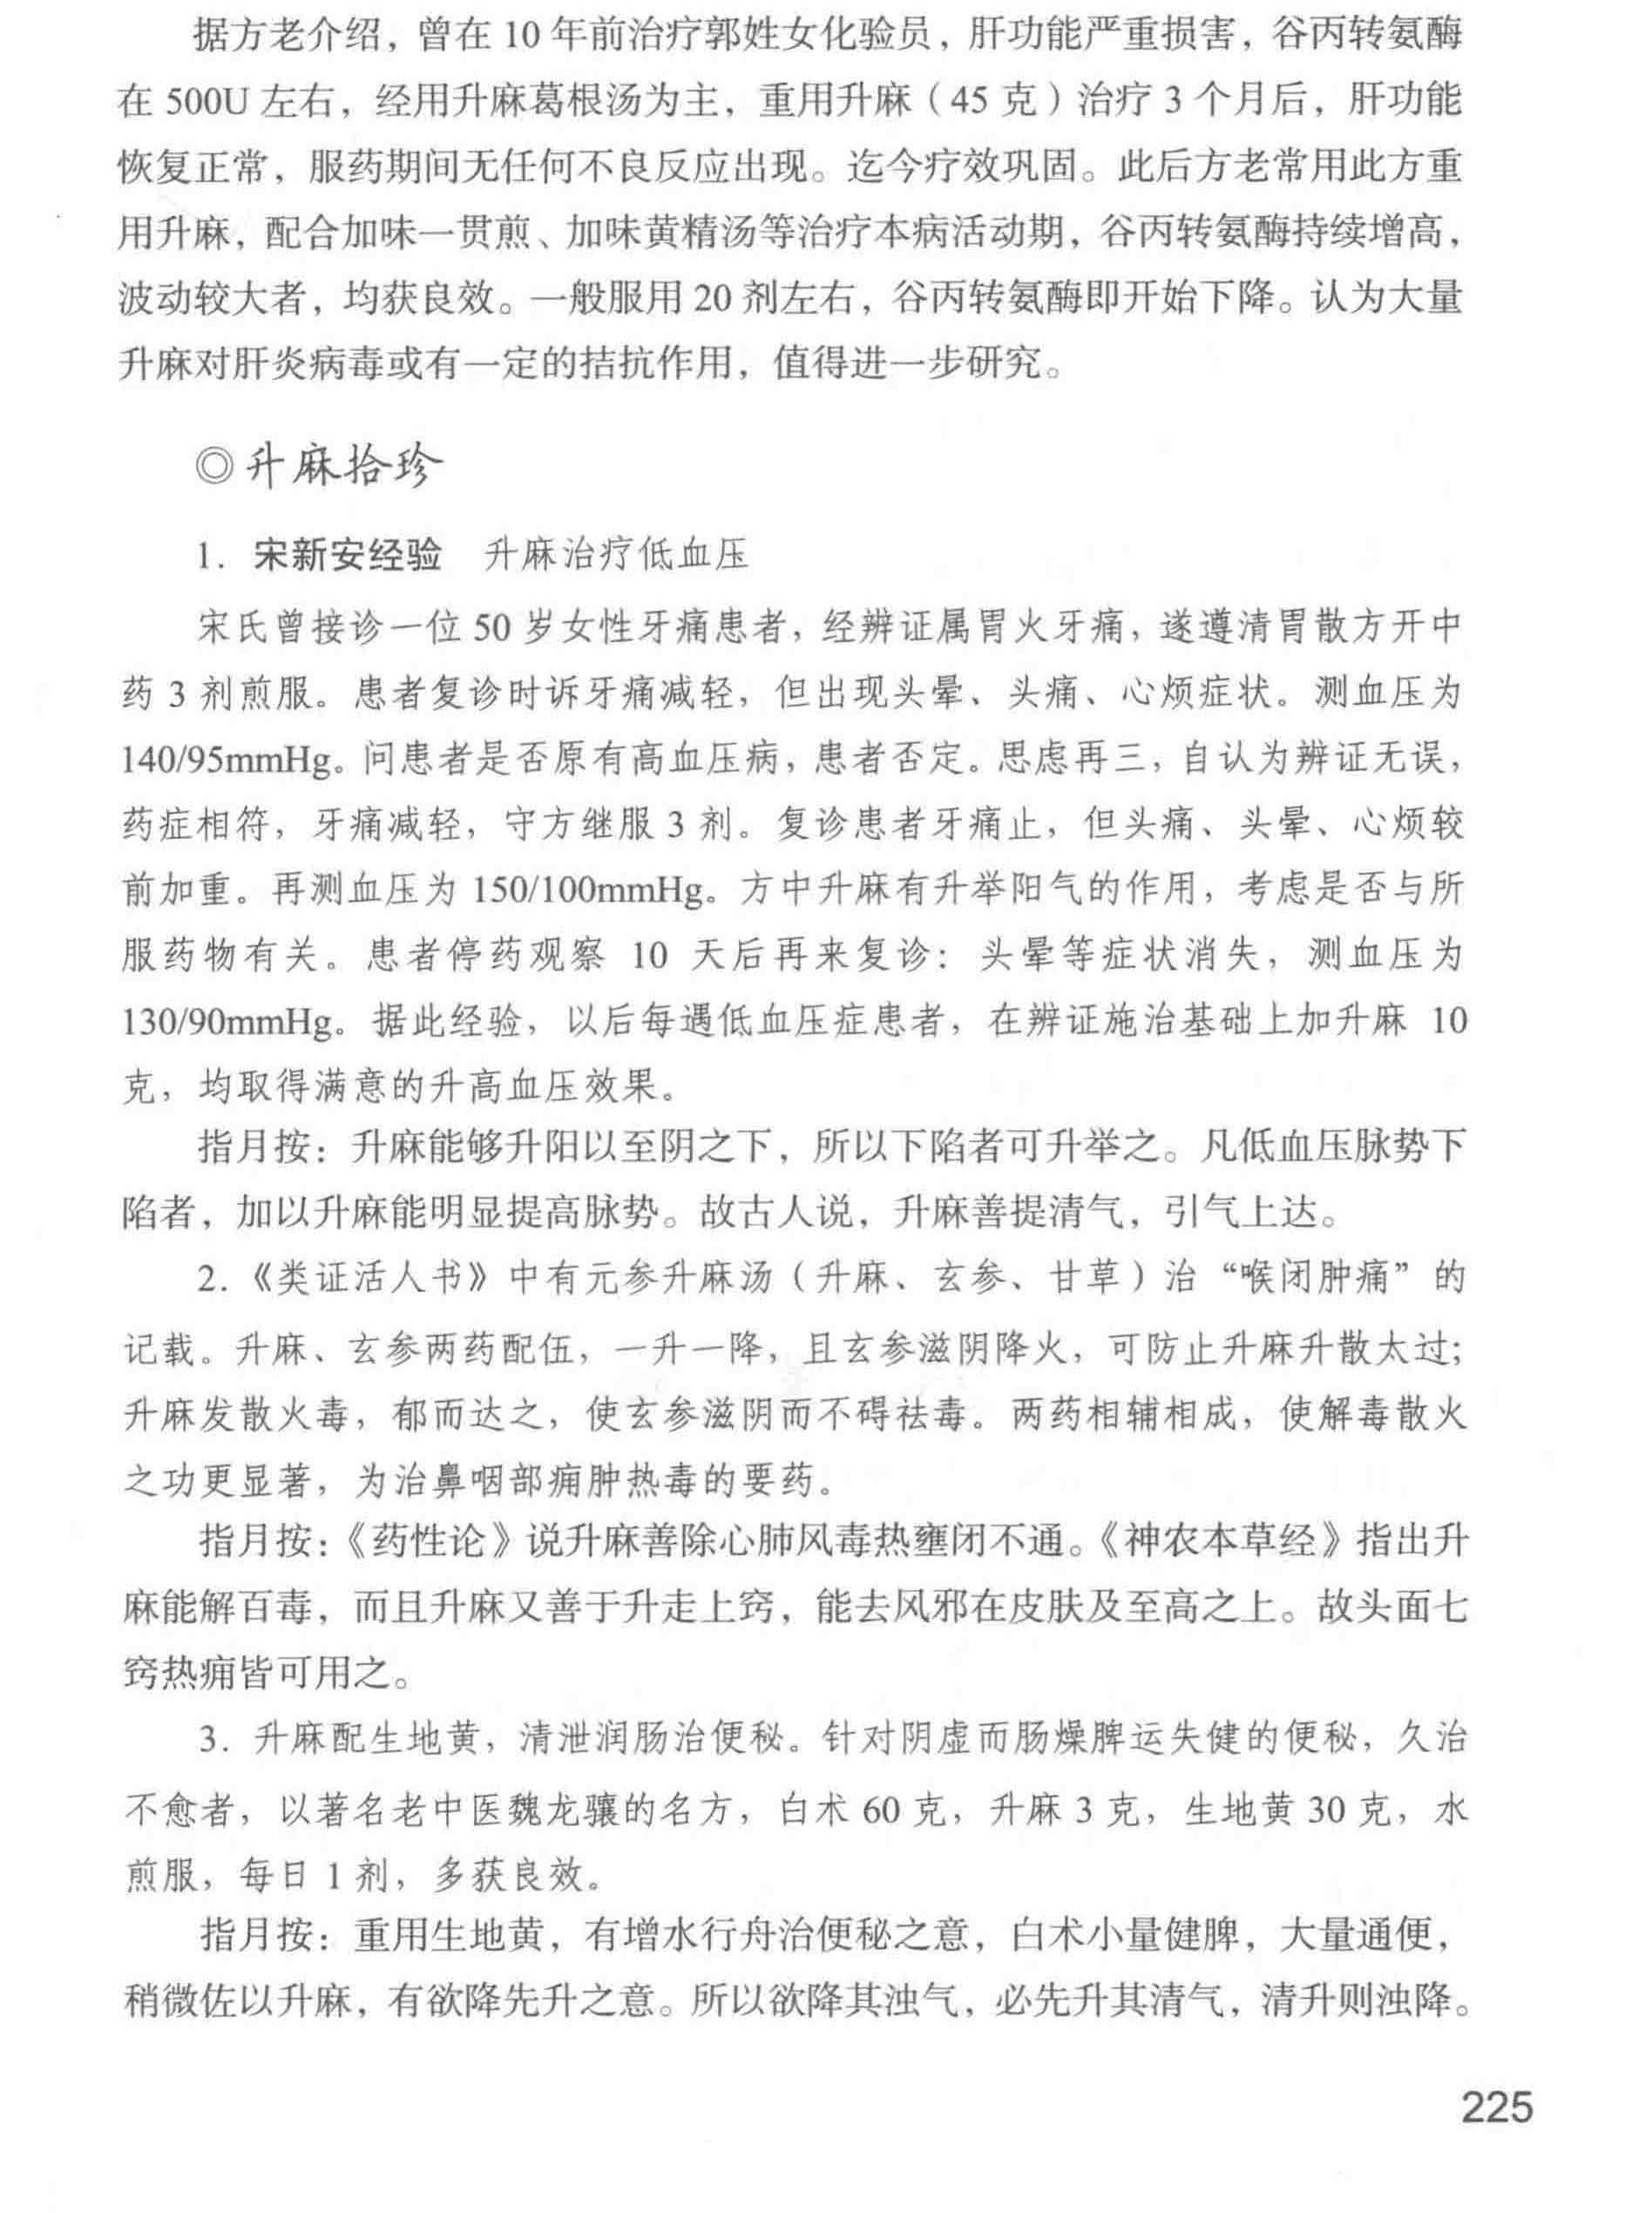 据方老介绍，曾在 10 年前治疗郭姓女化验员，肝功能严重损害，谷丙转氨酶
在 500U 左右，经用升麻葛根汤为主，重用升麻（45 克）治疗 3 个月后，肝功能
恢复正常，服药期间无任何不良反应出现。迄今疗效巩固。此后方老常用此方重
用升麻，配合加味一贯煎、加味黄精汤等治疗本病活动期，谷丙转氨酶持续增高，
波动较大者，均获良效。一般服用 20 剂左右，谷丙转氨酶即开始下降。认为大量
升麻对肝炎病毒或有一定的拮抗作用，值得进一步研究。
◎升麻拾珍
1. 宋新安经验 升麻治疗低血压
宋氏曾接诊一位 50 岁女性牙痛患者，经辨证属胃火牙痛，遂遵清胃散方开中
药 3 剂煎服。患者复诊时诉牙痛减轻，但出现头晕、头痛、心烦症状。测血压为
140/95mmHg。问患者是否原有高血压病，患者否定。思虑再三，自认为辨证无误，
药症相符，牙痛减轻，守方继服 3 剂。复诊患者牙痛止，但头痛、头晕、心烦较
前加重。再测血压为 150/100mmHg。方中升麻有升举阳气的作用，考虑是否与所
服药物有关。患者停药观察 10 天后再来复诊：头晕等症状消失，测血压为
130/90mmHg。据此经验，以后每遇低血压症患者，在辨证施治基础上加升麻 10
克，均取得满意的升高血压效果。
指月按：升麻能够升阳以至阴之下，所以下陷者可升举之。凡低血压脉势下
陷者，加以升麻能明显提高脉势。故古人说，升麻善提清气，引气上达。
2.《类证活人书》中有元参升麻汤（升麻、玄参、甘草）治“喉闭肿痛”的
记载。升麻、玄参两药配伍，一升一降，且玄参滋阴降火，可防止升麻升散太过；
升麻发散火毒，郁而达之，使玄参滋阴而不碍祛毒。两药相辅相成，使解毒散火
之功更显著，为治鼻咽部痈肿热毒的要药。
指月按：《药性论》说升麻善除心肺风毒热壅闭不通。《神农本草经》指出升
麻能解百毒，而且升麻又善于升走上窍，能去风邪在皮肤及至高之上。故头面七
窍热痈皆可用之。
3. 升麻配生地黄，清泄润肠治便秘。针对阴虚而肠燥脾运失健的便秘，久治
不愈者，以著名老中医魏龙骧的名方，白术 60 克，升麻 3 克，生地黄 30 克，水
煎服，每日 1 剂，多获良效。
指月按：重用生地黄，有增水行舟治便秘之意，白术小量健脾，大量通便，
稍微佐以升麻，有欲降先升之意。所以欲降其浊气，必先升其清气，清升则浊降。
225